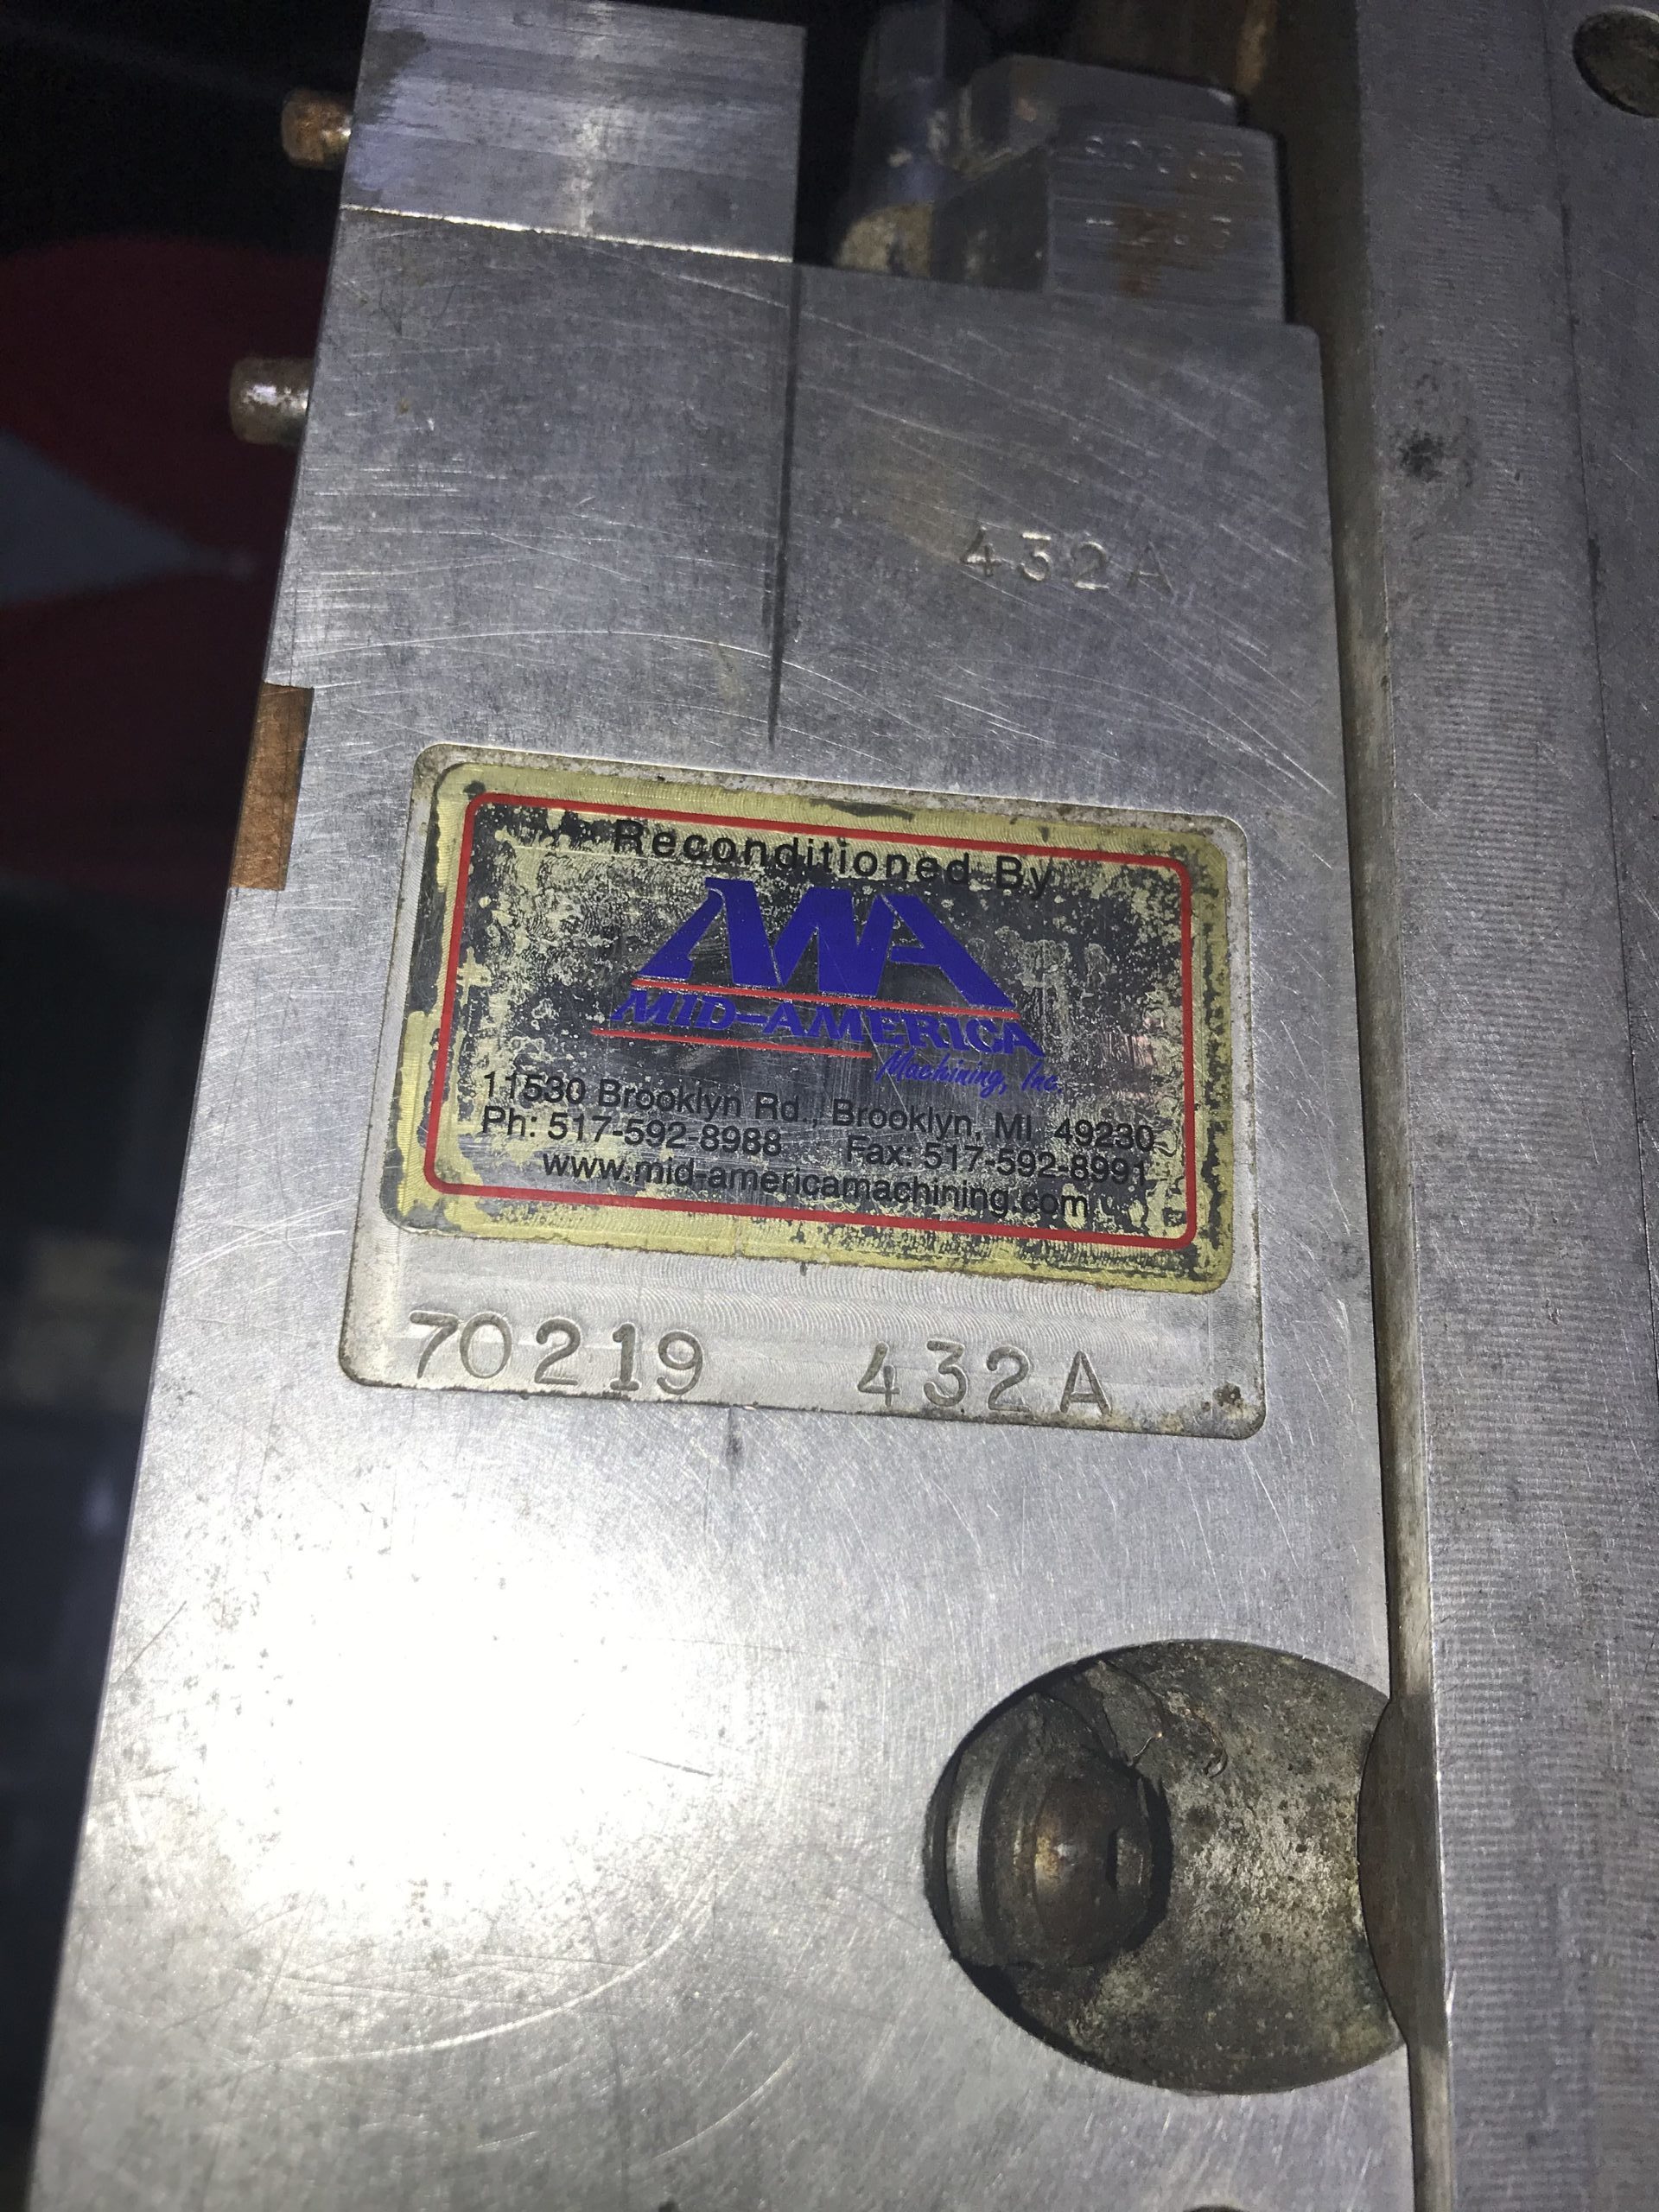 432A
Reconditioned By
MA
MID-AMERICA
Machining, Inc.
11530 Brooklyn Rd., Brooklyn, MI 49230
Ph: 517-592-8988 Fax: 517-592-8991
www.mid-americamachining.com
70219 432A